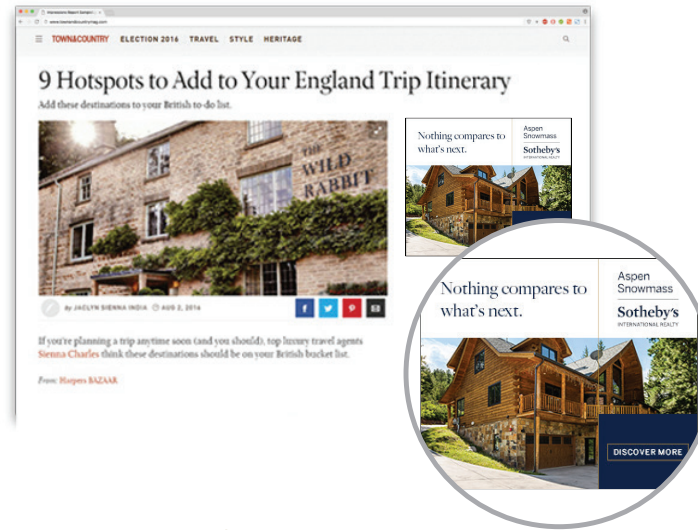 www.townandcountrymag.com
TOWN&COUNTRY ELECTION 2016 TRAVEL STYLE HERITAGE
9 Hotspots to Add to Your England Trip Itinerary
Add these destinations to your British to-do list.
THE
WILD
RABBIT
by JACLYN SIENNA INDIA AUG 2, 2016
If you're planning a trip anytime soon (and you should), top luxury travel agents
Sienna Charles think these destinations should be on your British bucket list.
From: Harpers BAZAAR
Nothing compares to
what's next.
Aspen
Snowmass
Sotheby's
INTERNATIONAL REALTY
Nothing compares to
what's next.
Aspen
Snowmass
Sotheby's
INTERNATIONAL REALTY
DISCOVER MORE